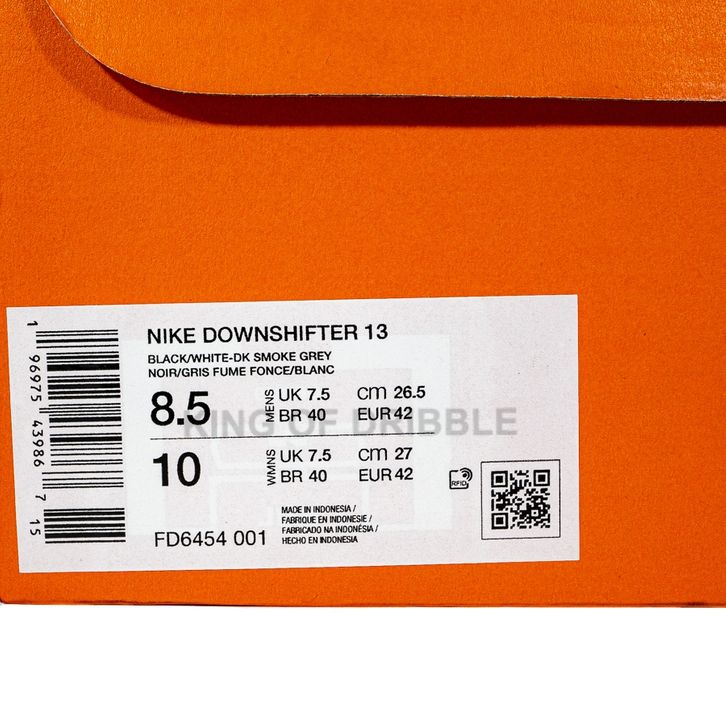 NIKE DOWNSHIFTER 13
BLACK/WHITE-DK SMOKE GREY
NOIR/GRIS FUME FONCE/BLANC
8.5 MENS UK 7.5 cm 26.5
BR 40 EUR 42
KING OF DRIBBLE
10 WMNS UK 7.5 cm 27
BR 40 EUR 42
RFID
MADE IN INDONESIA /
FABRIQUE EN INDONESIE /
FABRICADO NA INDONÉSIA /
HECHO EN INDONESIA
FD6454 001
1 96975 43986 7 15